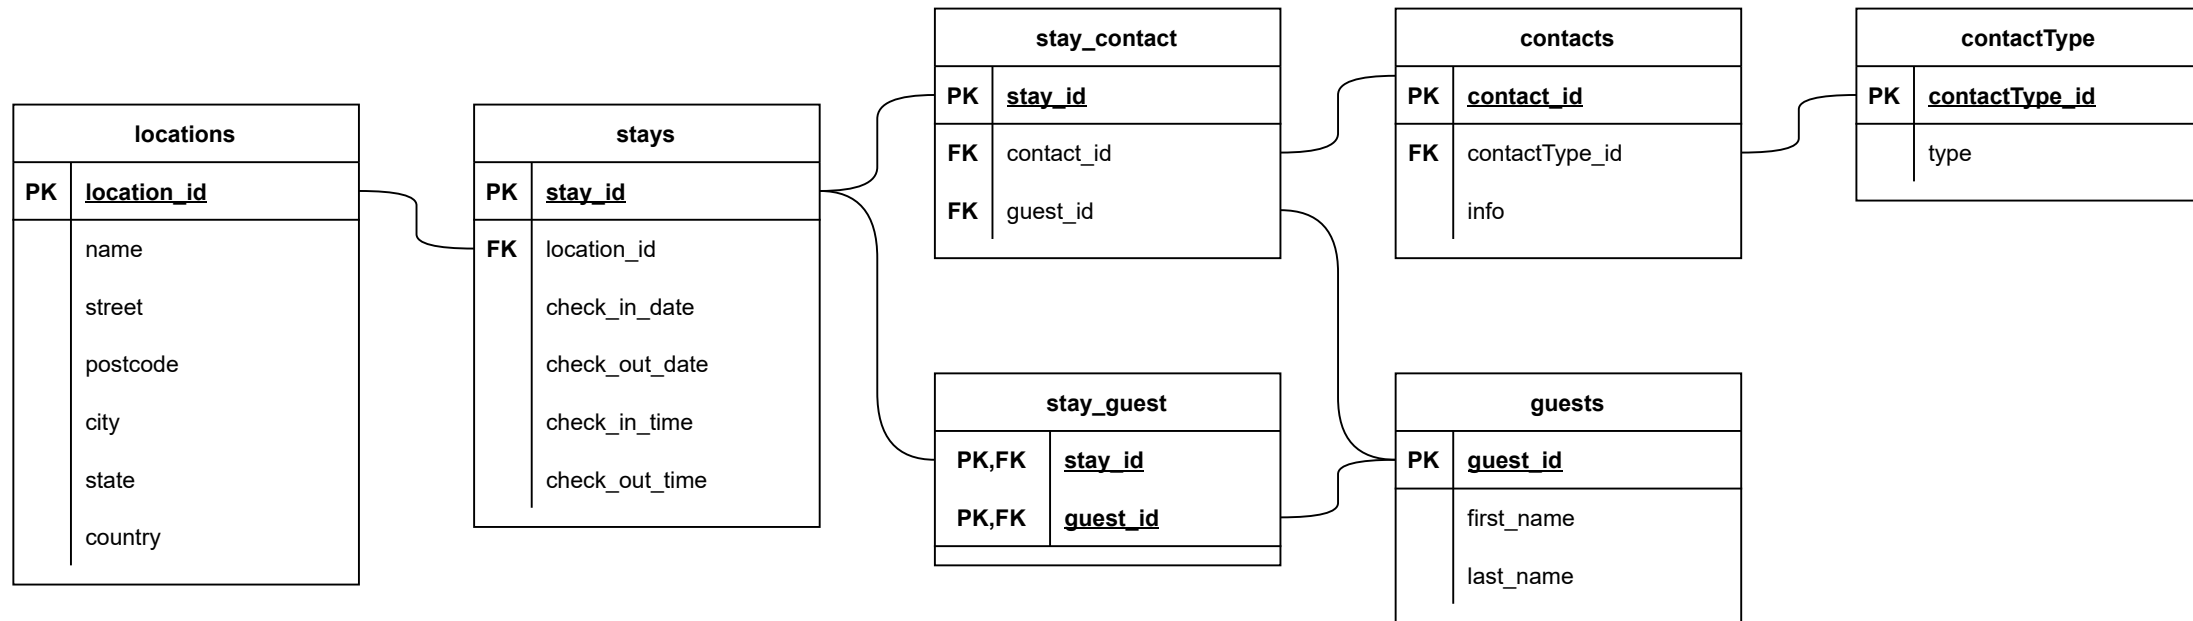 locations
PK location_id
name
street
postcode
city
state
country
stays
PK stay_id
FK location_id
check_in_date
check_out_date
check_in_time
check_out_time
stay_contact
PK stay_id
FK contact_id
FK guest_id
contacts
PK contact_id
FK contactType_id
info
contactType
PK contactType_id
type
stay_guest
PK,FK stay_id
PK,FK guest_id
guests
PK guest_id
first_name
last_name